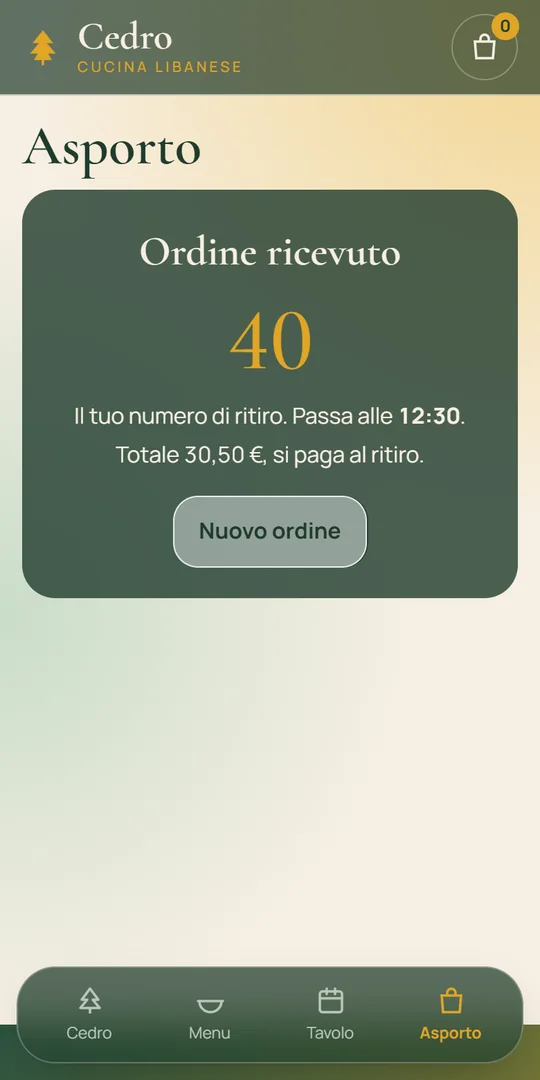 Cedro
CUCINA LIBANESE
0
Asporto
Ordine ricevuto
40
Il tuo numero di ritiro. Passa alle 12:30.
Totale 30,50 €, si paga al ritiro.
Nuovo ordine
Cedro
Menu
Tavolo
Asporto